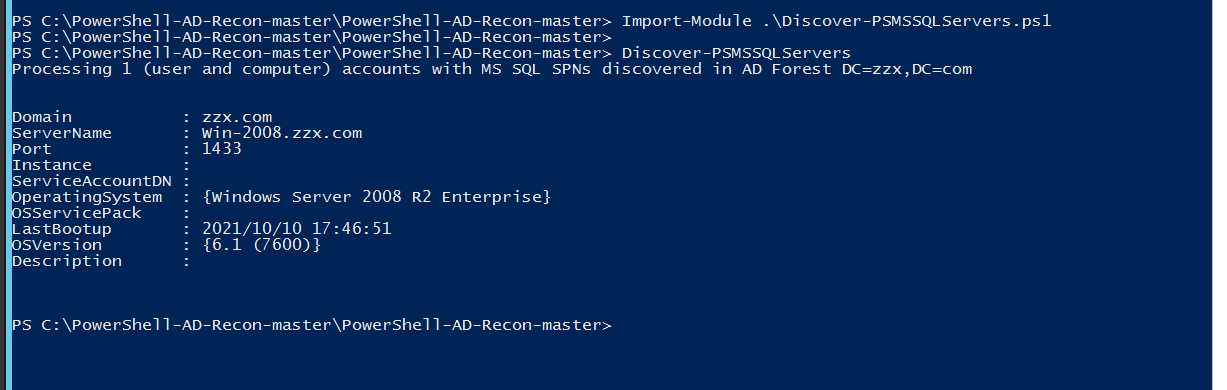 PS C:\PowerShell-AD-Recon-master\PowerShell-AD-Recon-master> Import-Module .\Discover-PSMSSQLServers.ps1
PS C:\PowerShell-AD-Recon-master\PowerShell-AD-Recon-master>
PS C:\PowerShell-AD-Recon-master\PowerShell-AD-Recon-master> Discover-PSMSSQLServers
Processing 1 (user and computer) accounts with MS SQL SPNs discovered in AD Forest DC=zzx,DC=com
Domain           : zzx.com
ServerName       : Win-2008.zzx.com
Port             : 1433
Instance         :
ServiceAccountDN :
OperatingSystem  : {Windows Server 2008 R2 Enterprise}
OSServicePack    :
LastBootup       : 2021/10/10 17:46:51
OSVersion        : {6.1 (7600)}
Description      :
PS C:\PowerShell-AD-Recon-master\PowerShell-AD-Recon-master>